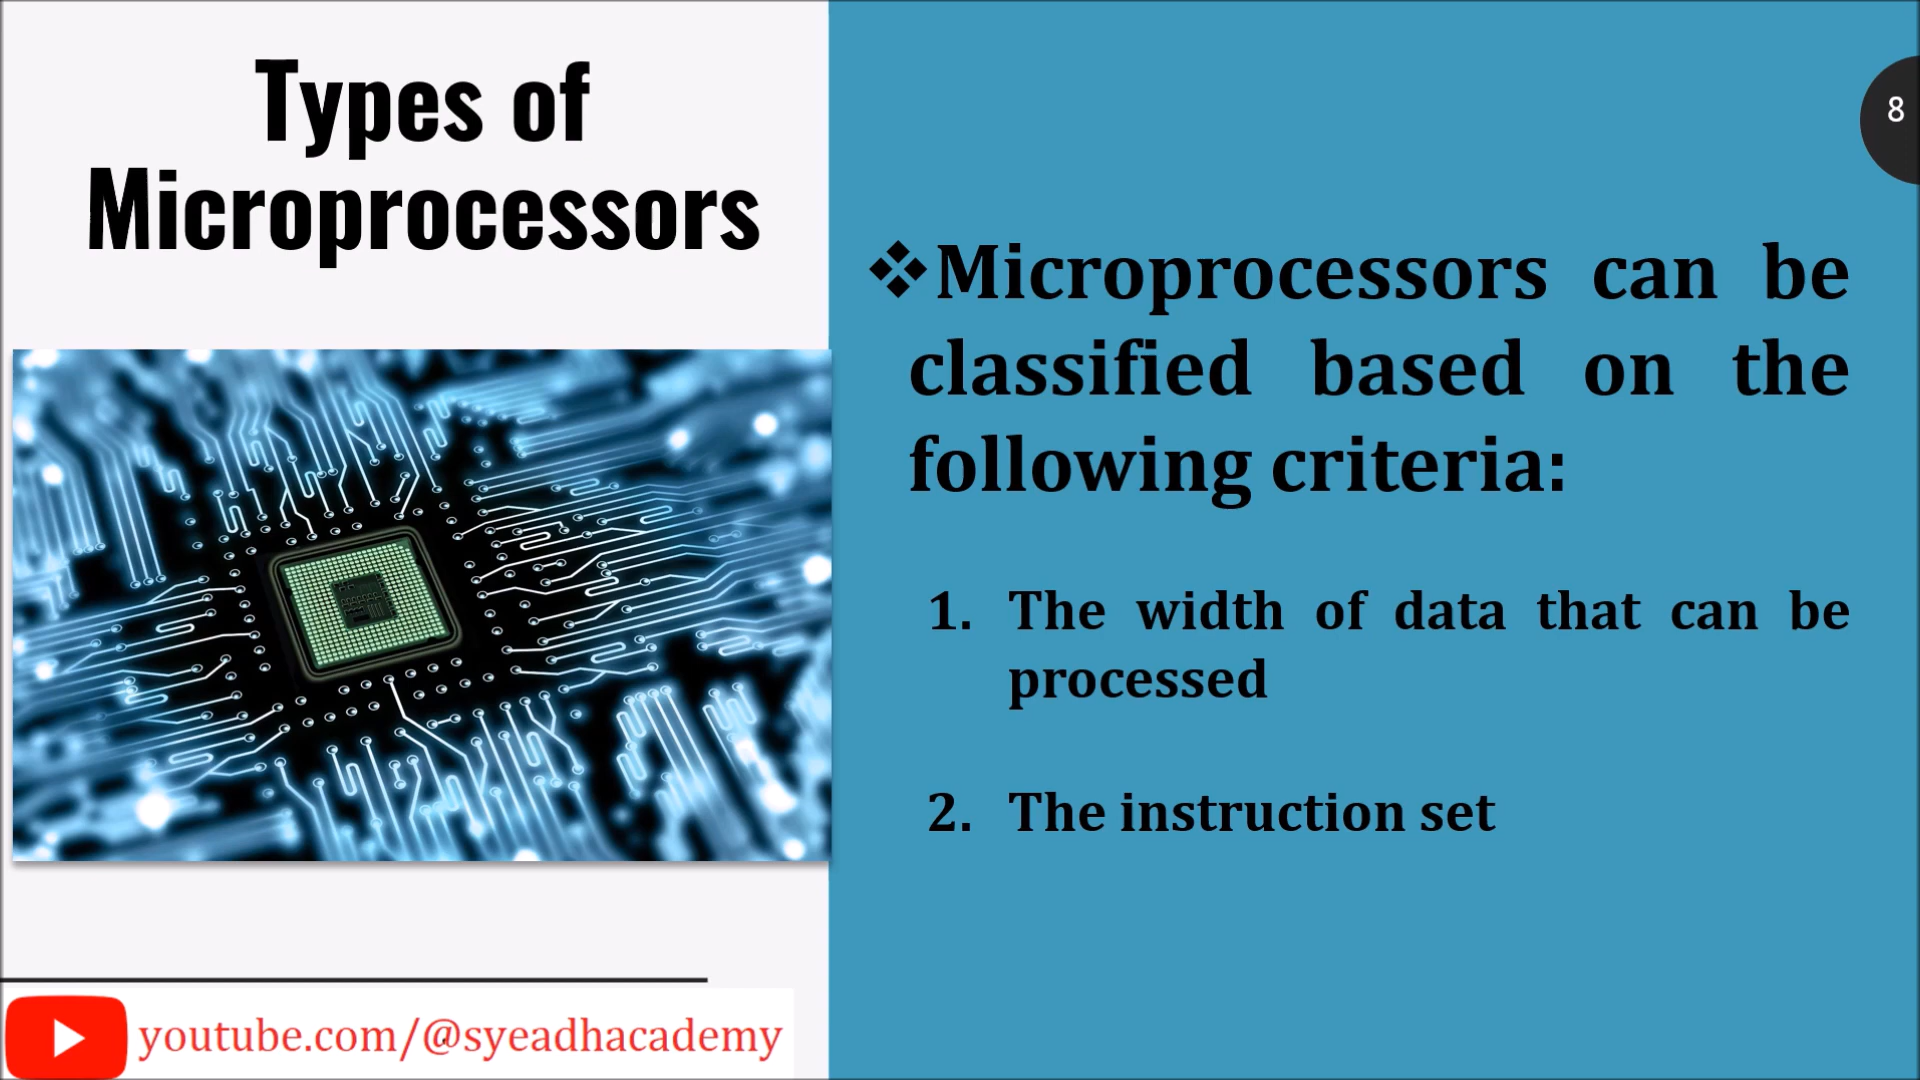 Types of
Microprocessors
8
❖Microprocessors can be
classified based on the
following criteria:
1. The width of data that can be
processed
2. The instruction set
youtube.com/@syeadhacademy